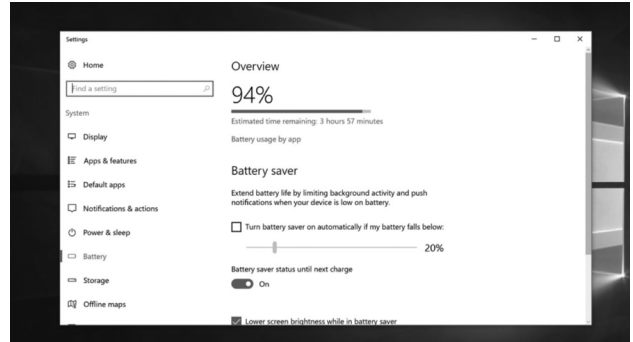 Settings
Home
Find a setting
System
Display
Apps & features
Default apps
Notifications & actions
Power & sleep
Battery
Storage
Offline maps
Overview
94%
Estimated time remaining: 3 hours 57 minutes
Battery usage by app
Battery saver
Extend battery life by limiting background activity and push
notifications when your device is low on battery.
Turn battery saver on automatically if my battery falls below:
20%
Battery saver status until next charge
On
Lower screen brightness while in battery saver